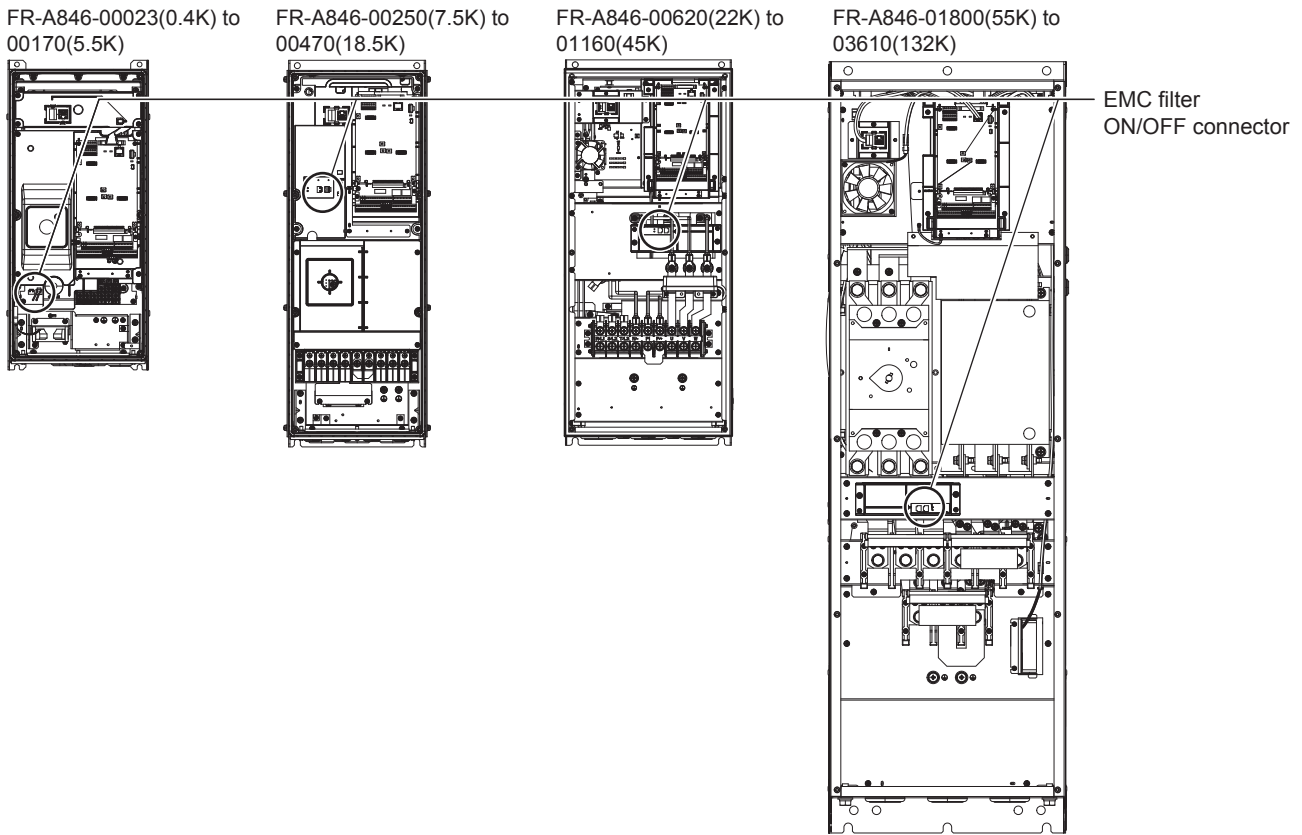 FR-A846-00023(0.4K) to
00170(5.5K)
FR-A846-00250(7.5K) to
00470(18.5K)
FR-A846-00620(22K) to
01160(45K)
FR-A846-01800(55K) to
03610(132K)
EMC filter
ON/OFF connector